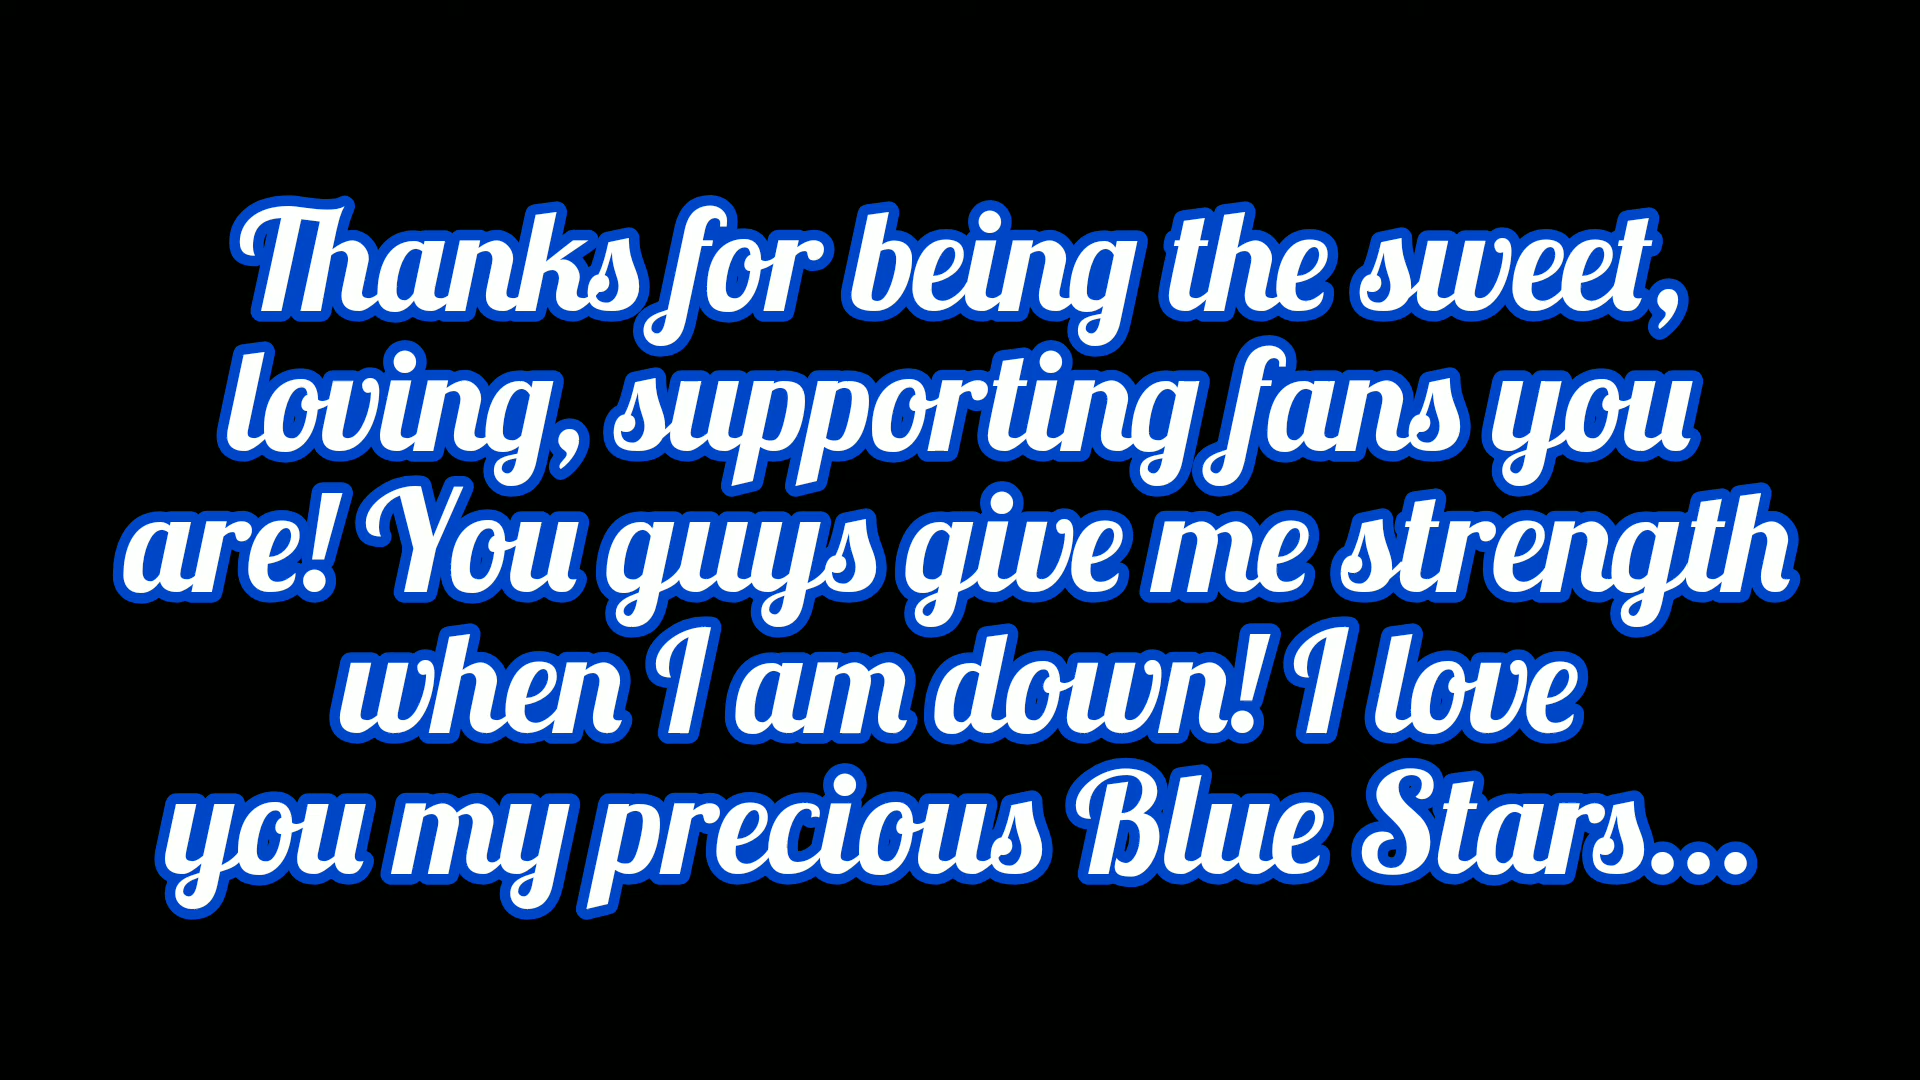 Thanks for being the sweet,
loving, supporting fans you
are! You guys give me strength
when I am down! I love
you my precious Blue Stars...